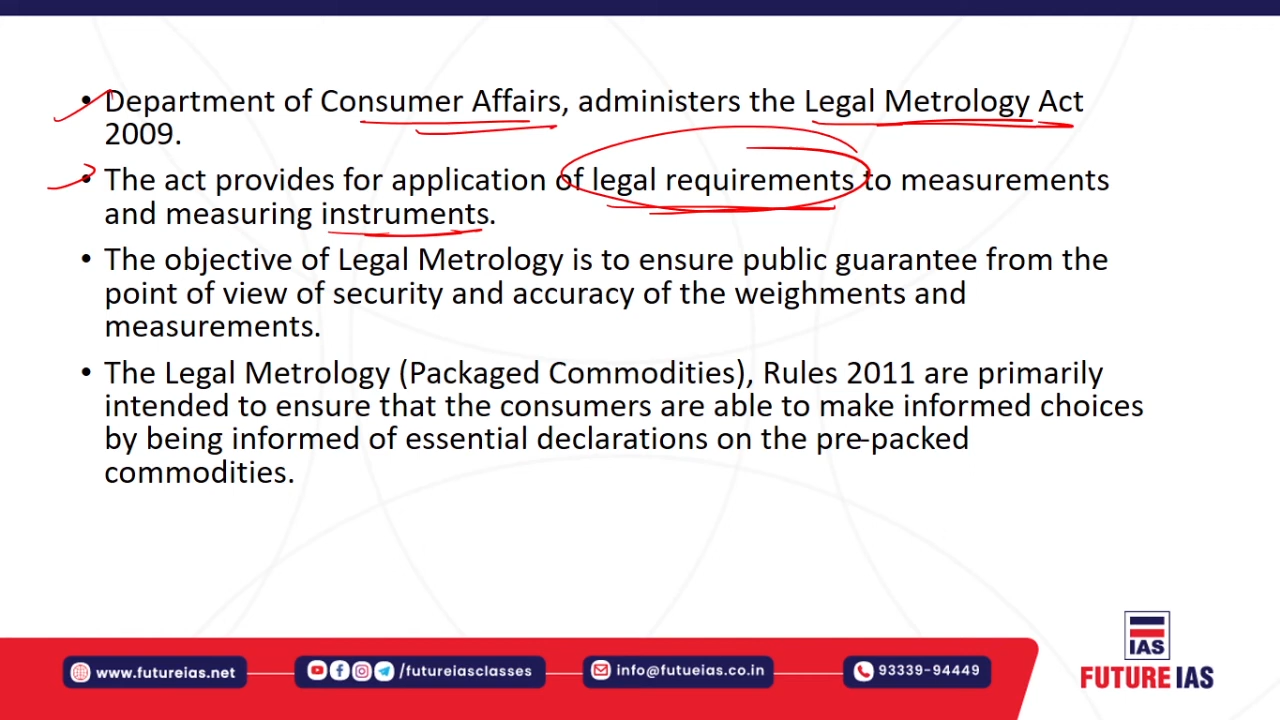 • Department of Consumer Affairs, administers the Legal Metrology Act
2009.
• The act provides for application of legal requirements to measurements
and measuring instruments.
• The objective of Legal Metrology is to ensure public guarantee from the
point of view of security and accuracy of the weighments and
measurements.
• The Legal Metrology (Packaged Commodities), Rules 2011 are primarily
intended to ensure that the consumers are able to make informed choices
by being informed of essential declarations on the pre-packed
commodities.
IAS
FUTURE IAS
www.futureias.net
/futureiasclasses
info@futueias.co.in
93339-94449